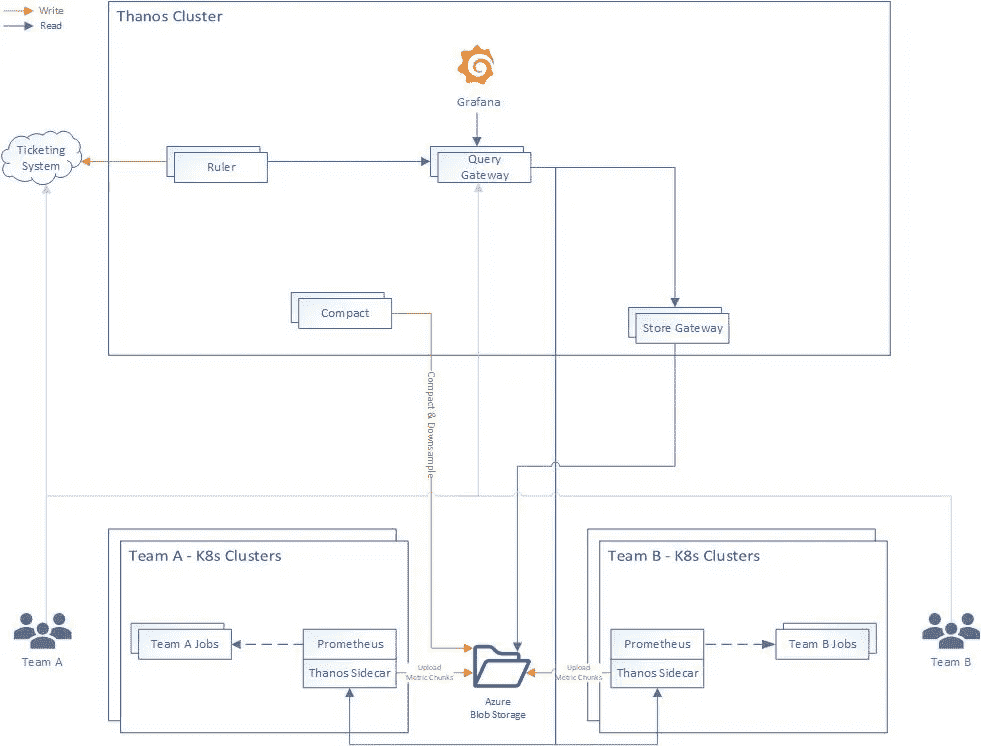 Write
Read
Thanos Cluster
Grafana
Ticketing
System
Ruler
Query
Gateway
Compact
Store Gateway
Compact & Downsample
Team A - K8s Clusters
Team B - K8s Clusters
Team A Jobs
Prometheus
Thanos Sidecar
Upload
Metric Chunks
Azure
Blob Storage
Upload
Metric Chunks
Prometheus
Thanos Sidecar
Team B Jobs
Team A
Team B